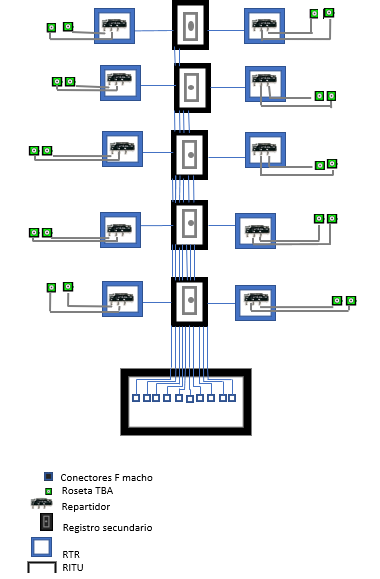 Conectores F macho
Roseta TBA
Repartidor
Registro secundario
RTR
RITU